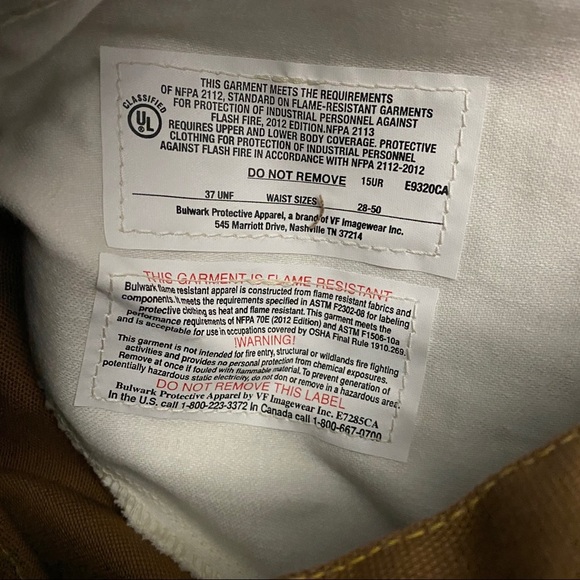 THIS GARMENT MEETS THE REQUIREMENTS
OF NFPA 2112, STANDARD ON FLAME-RESISTANT GARMENTS
FOR PROTECTION OF INDUSTRIAL PERSONNEL AGAINST
FLASH FIRE, 2012 EDITION.NFPA 2113
REQUIRES UPPER AND LOWER BODY COVERAGE. PROTECTIVE
CLOTHING FOR PROTECTION OF INDUSTRIAL PERSONNEL
AGAINST FLASH FIRE IN ACCORDANCE WITH NFPA 2112-2012
CLASSIFIED
UL
DO NOT REMOVE 15UR E9320CA
37 UNF WAIST SIZES 28-50
Bulwark Protective Apparel, a brand of VF Imagewear Inc.
545 Marriott Drive, Nashville TN 37214
THIS GARMENT IS FLAME RESISTANT
Bulwark flame resistant apparel is constructed from flame resistant fabrics and
components. It meets the requirements specified in ASTM F2302-08 for labeling
protective clothing as heat and flame resistant. This garment meets the
performance requirements of NFPA 70E (2012 Edition) and ASTM F1506-10a
and is acceptable for use in occupations covered by OSHA Final Rule 1910.269.
!WARNING!
This garment is not intended for fire entry, structural or wildlands fire fighting
activities and provides no personal protection from chemical exposures.
Remove at once if fouled with flammable material. To prevent generation of
potentially hazardous static electricity, do not don or remove in a hazardous area.
DO NOT REMOVE THIS LABEL
Bulwark Protective Apparel by VF Imagewear Inc. E7285CA
In the U.S. call 1-800-223-3372 In Canada call 1-800-667-0700